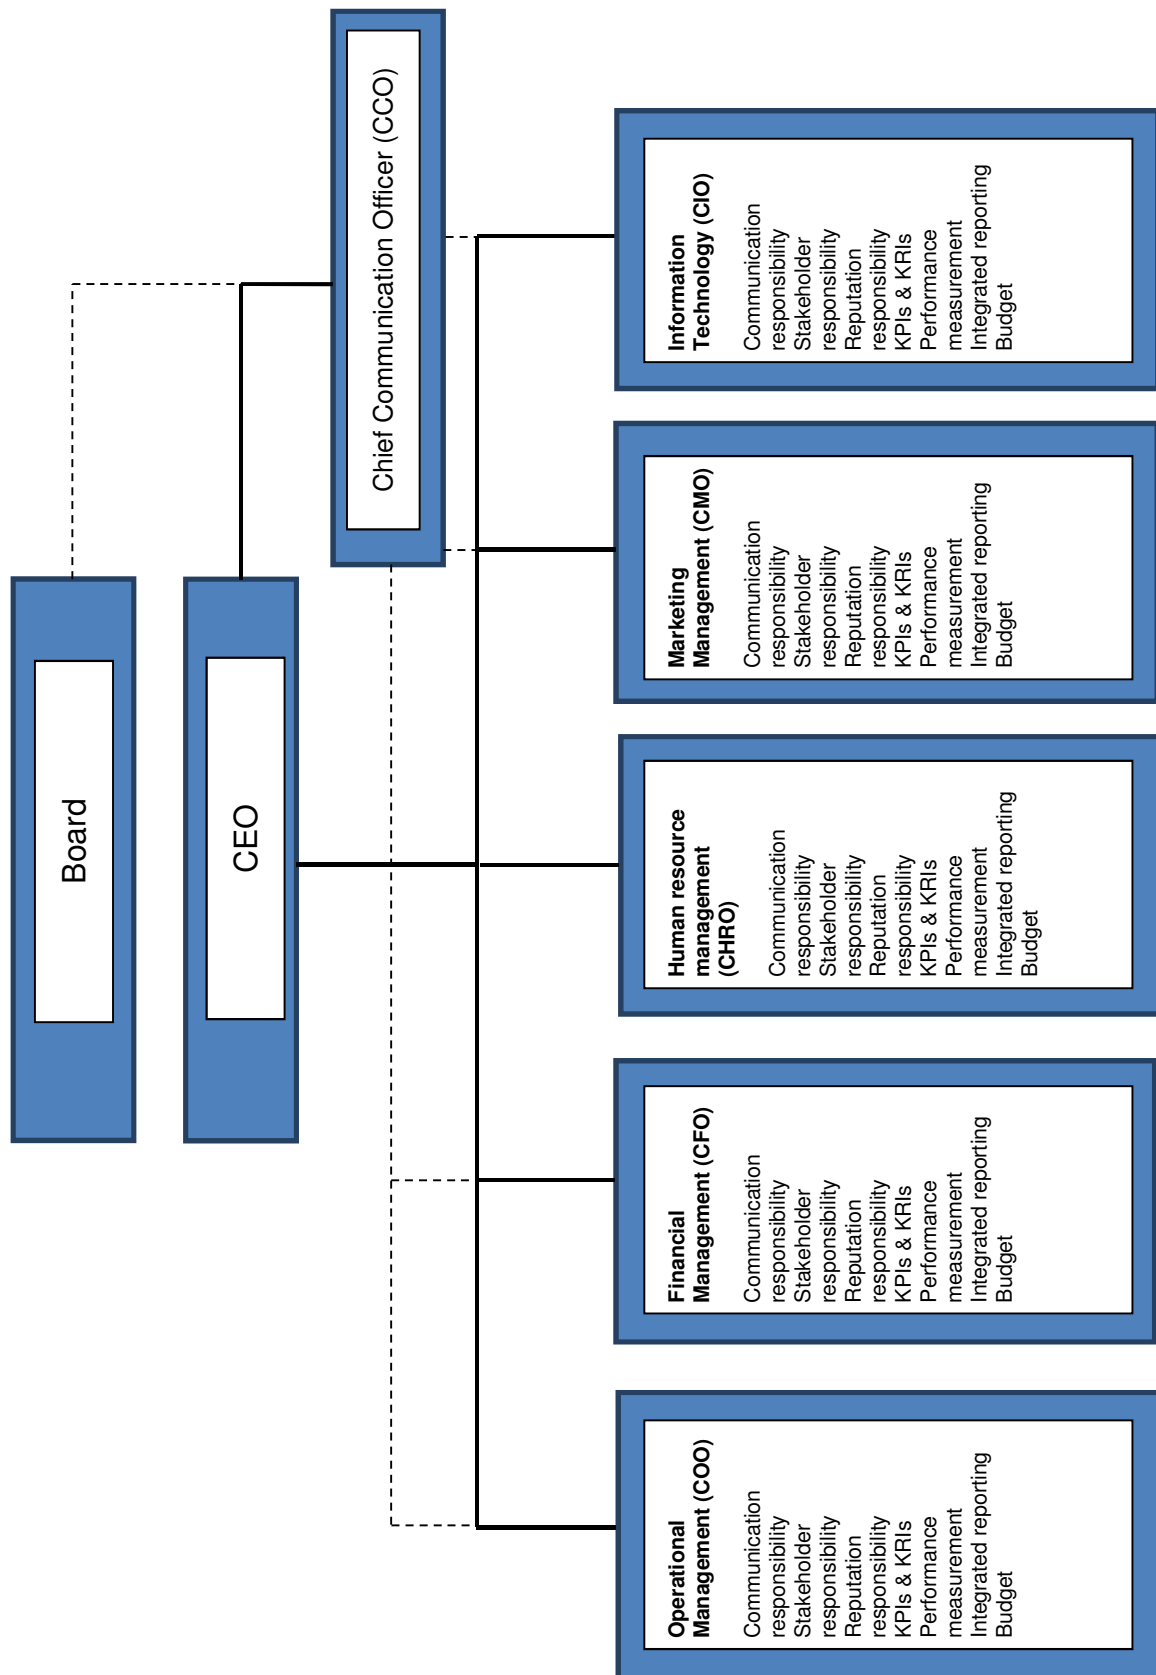 Board
CEO
Chief Communication Officer (CCO)
Operational
Management (COO)
Communication
responsibility
Stakeholder
responsibility
Reputation
responsibility
KPIs & KRIs
Performance
measurement
Integrated reporting
Budget
Financial
Management (CFO)
Communication
responsibility
Stakeholder
responsibility
Reputation
responsibility
KPIs & KRIs
Performance
measurement
Integrated reporting
Budget
Human resource
management
(CHRO)
Communication
responsibility
Stakeholder
responsibility
Reputation
responsibility
KPIs & KRIs
Performance
measurement
Integrated reporting
Budget
Marketing
Management (CMO)
Communication
responsibility
Stakeholder
responsibility
Reputation
responsibility
KPIs & KRIs
Performance
measurement
Integrated reporting
Budget
Information
Technology (CIO)
Communication
responsibility
Stakeholder
responsibility
Reputation
responsibility
KPIs & KRIs
Performance
measurement
Integrated reporting
Budget